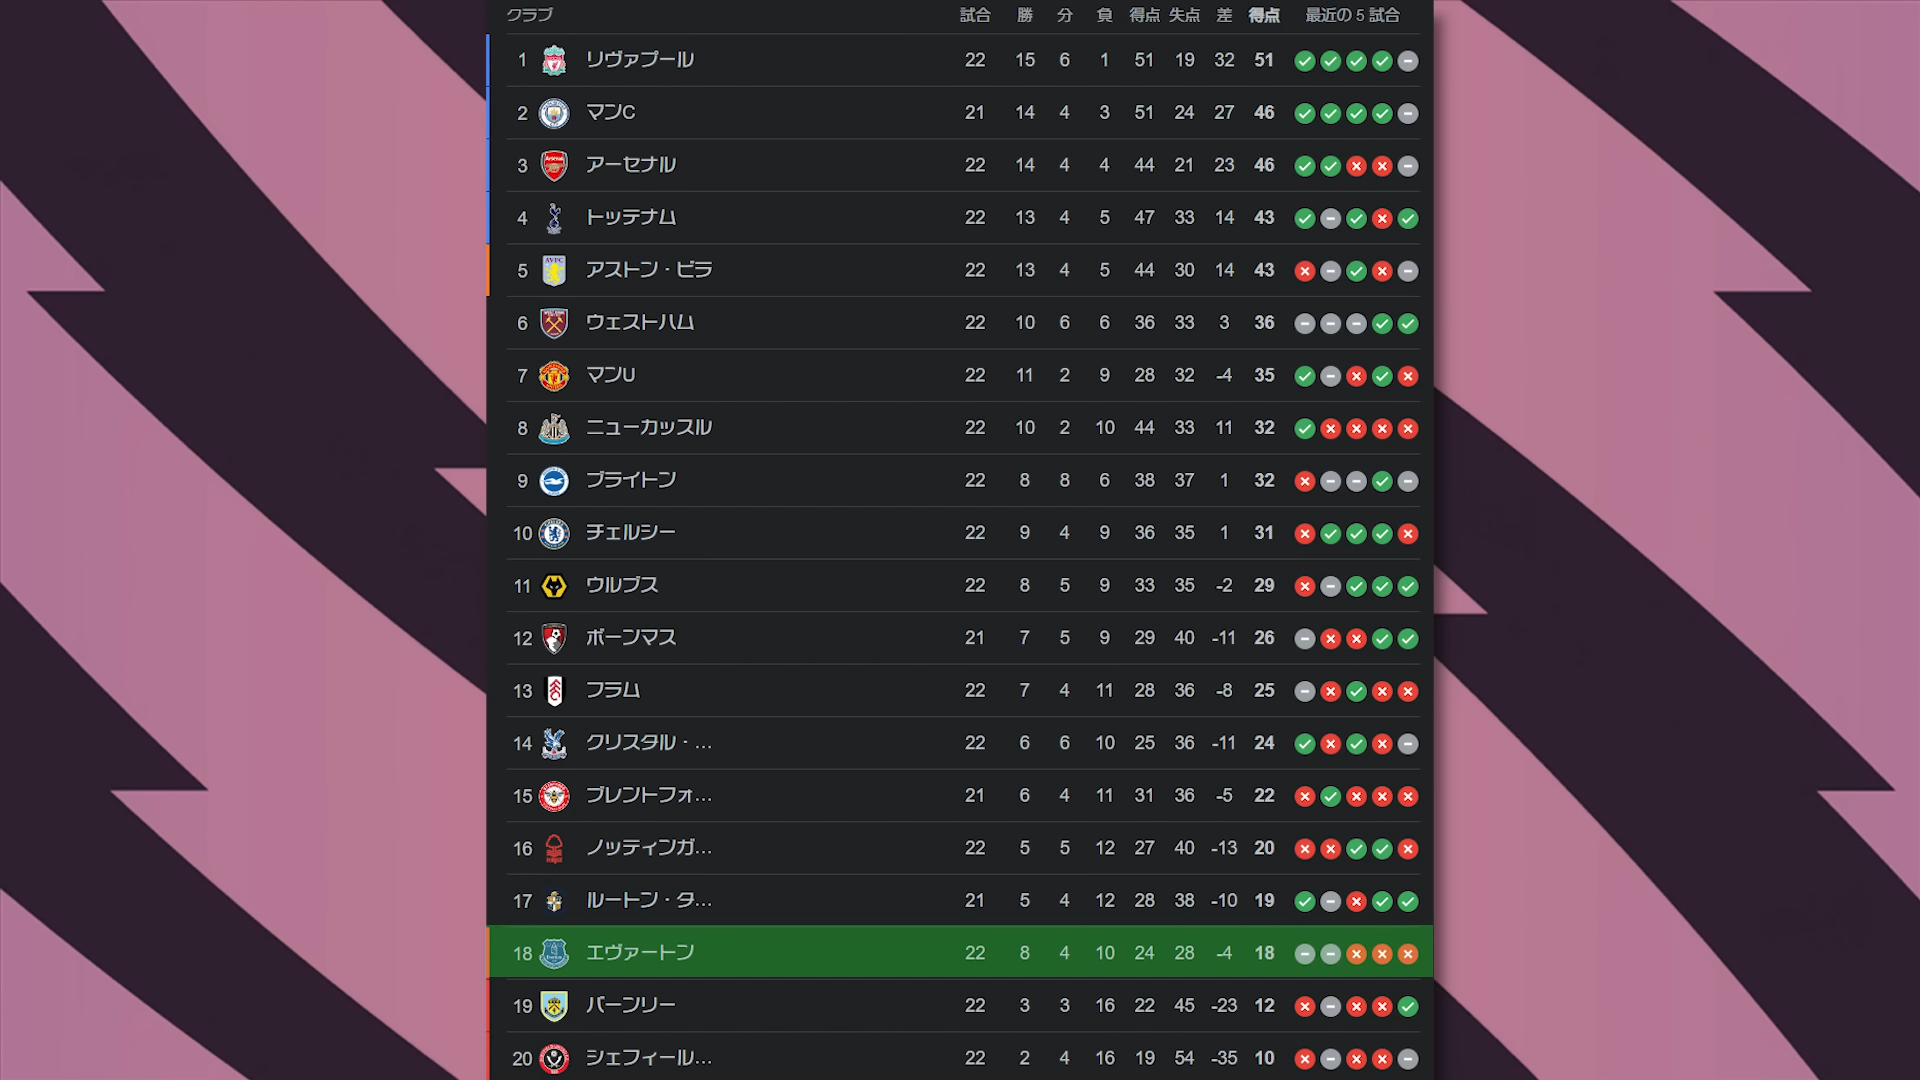 クラブ 試合 勝 分 負 得点 失点 差 得点 最近の 5 試合
1 リヴァプール 22 15 6 1 51 19 32 51
2 マンC 21 14 4 3 51 24 27 46
3 アーセナル 22 14 4 4 44 21 23 46
4 トッテナム 22 13 4 5 47 33 14 43
5 アストン・ビラ 22 13 4 5 44 30 14 43
6 ウェストハム 22 10 6 6 36 33 3 36
7 マンU 22 11 2 9 28 32 -4 35
8 ニューカッスル 22 10 2 10 44 33 11 32
9 ブライトン 22 8 8 6 38 37 1 32
10 チェルシー 22 9 4 9 36 35 1 31
11 ウルブス 22 8 5 9 33 35 -2 29
12 ボーンマス 21 7 5 9 29 40 -11 26
13 フラム 22 7 4 11 28 36 -8 25
14 クリスタル・... 22 6 6 10 25 36 -11 24
15 ブレントフォ... 21 6 4 11 31 36 -5 22
16 ノッティンガ... 22 5 5 12 27 40 -13 20
17 ルートン・タ... 21 5 4 12 28 38 -10 19
18 エヴァートン 22 8 4 10 24 28 -4 18
19 バーンリー 22 3 3 16 22 45 -23 12
20 シェフィール... 22 2 4 16 19 54 -35 10